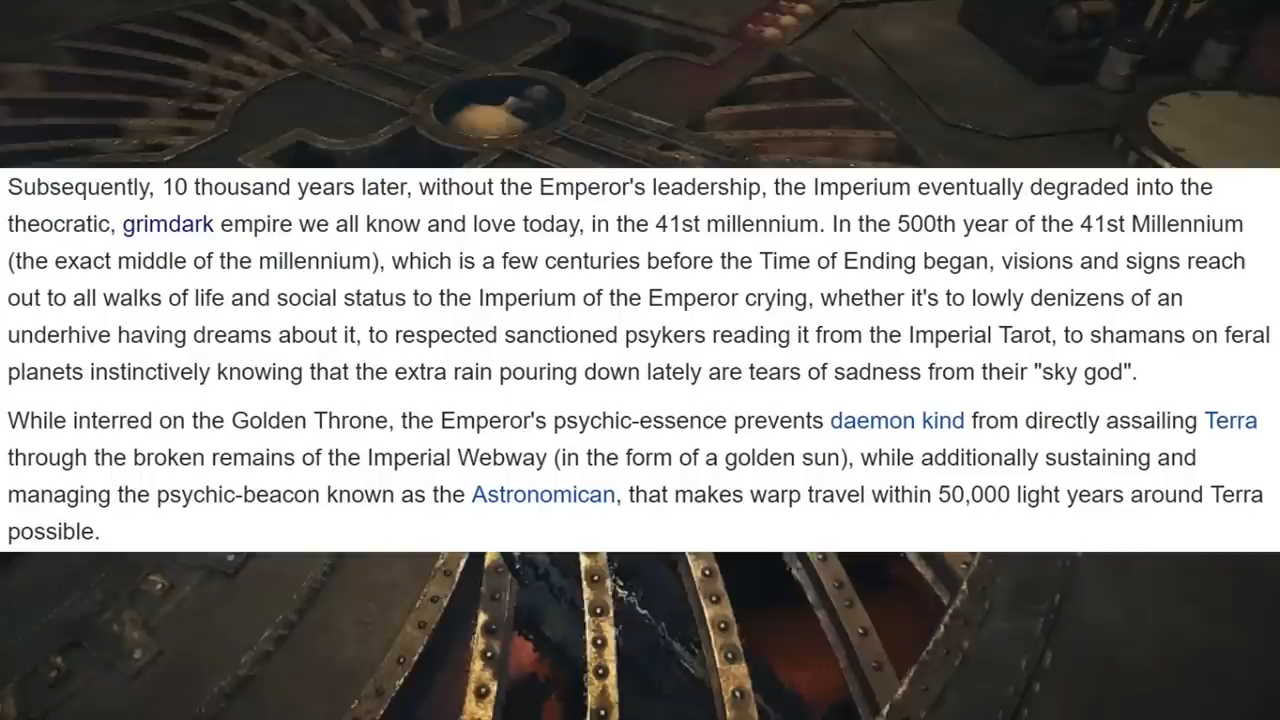 Subsequently, 10 thousand years later, without the Emperor's leadership, the Imperium eventually degraded into the
theocratic, grimdark empire we all know and love today, in the 41st millennium. In the 500th year of the 41st Millennium
(the exact middle of the millennium), which is a few centuries before the Time of Ending began, visions and signs reach
out to all walks of life and social status to the Imperium of the Emperor crying, whether it's to lowly denizens of an
underhive having dreams about it, to respected sanctioned psykers reading it from the Imperial Tarot, to shamans on feral
planets instinctively knowing that the extra rain pouring down lately are tears of sadness from their "sky god".
While interred on the Golden Throne, the Emperor's psychic-essence prevents daemon kind from directly assailing Terra
through the broken remains of the Imperial Webway (in the form of a golden sun), while additionally sustaining and
managing the psychic-beacon known as the Astronomican, that makes warp travel within 50,000 light years around Terra
possible.